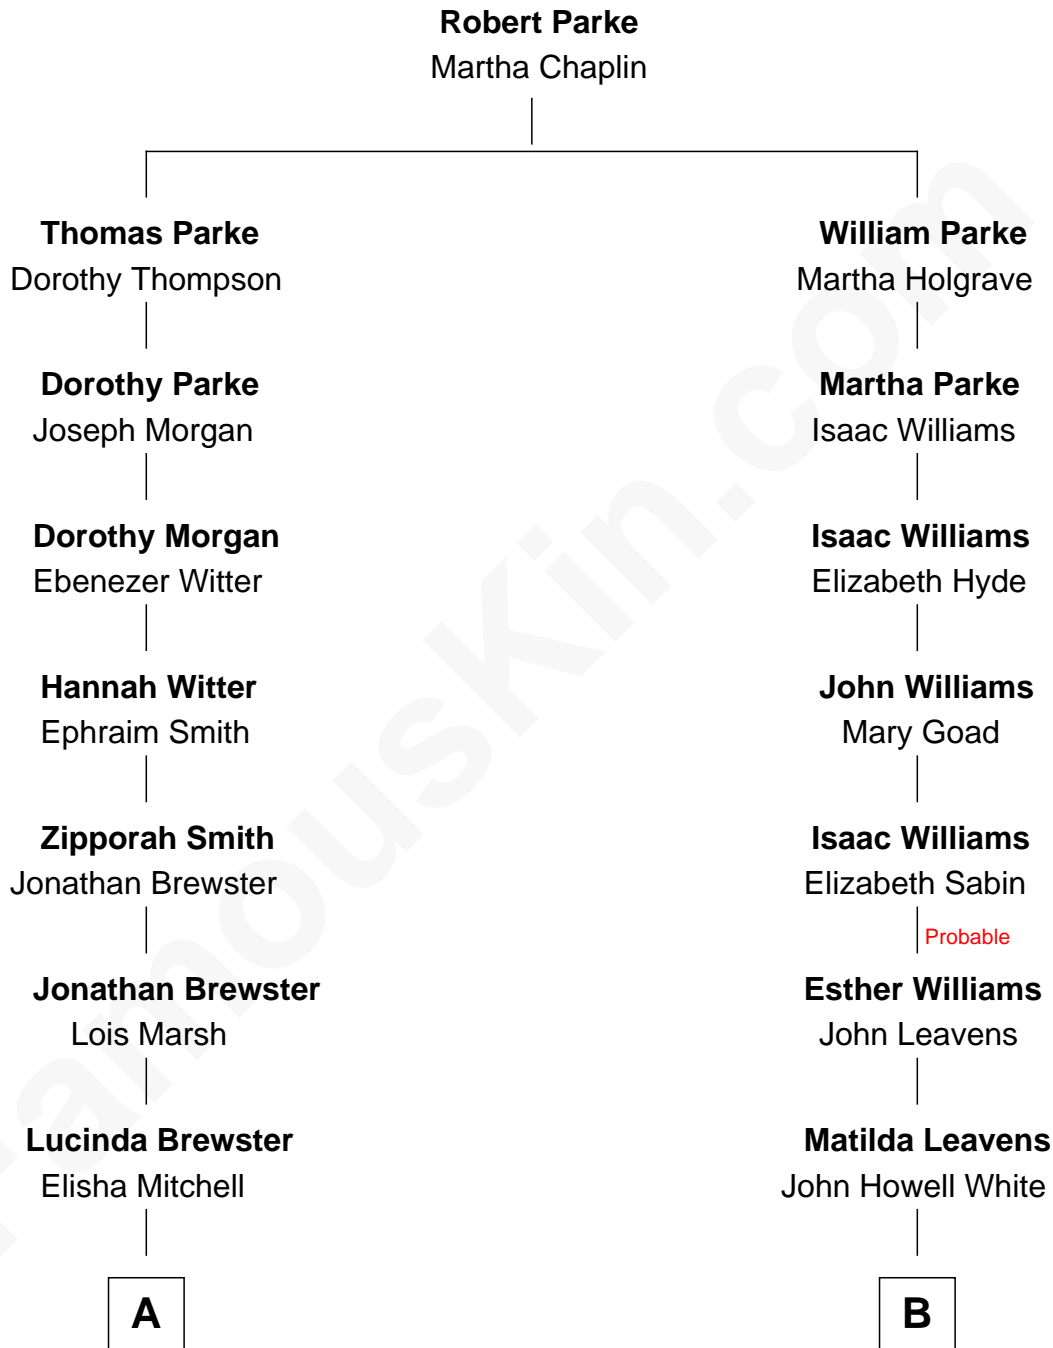 Robert Parke
Martha Chaplin
Thomas Parke
Dorothy Thompson
William Parke
Martha Holgrave
Dorothy Parke
Joseph Morgan
Martha Parke
Isaac Williams
Dorothy Morgan
Ebenezer Witter
Isaac Williams
Elizabeth Hyde
Hannah Witter
Ephraim Smith
John Williams
Mary Goad
Zipporah Smith
Jonathan Brewster
Isaac Williams
Elizabeth Sabin
Probable
Jonathan Brewster
Lois Marsh
Esther Williams
John Leavens
Lucinda Brewster
Elisha Mitchell
Matilda Leavens
John Howell White
A
B
FamousKin.com